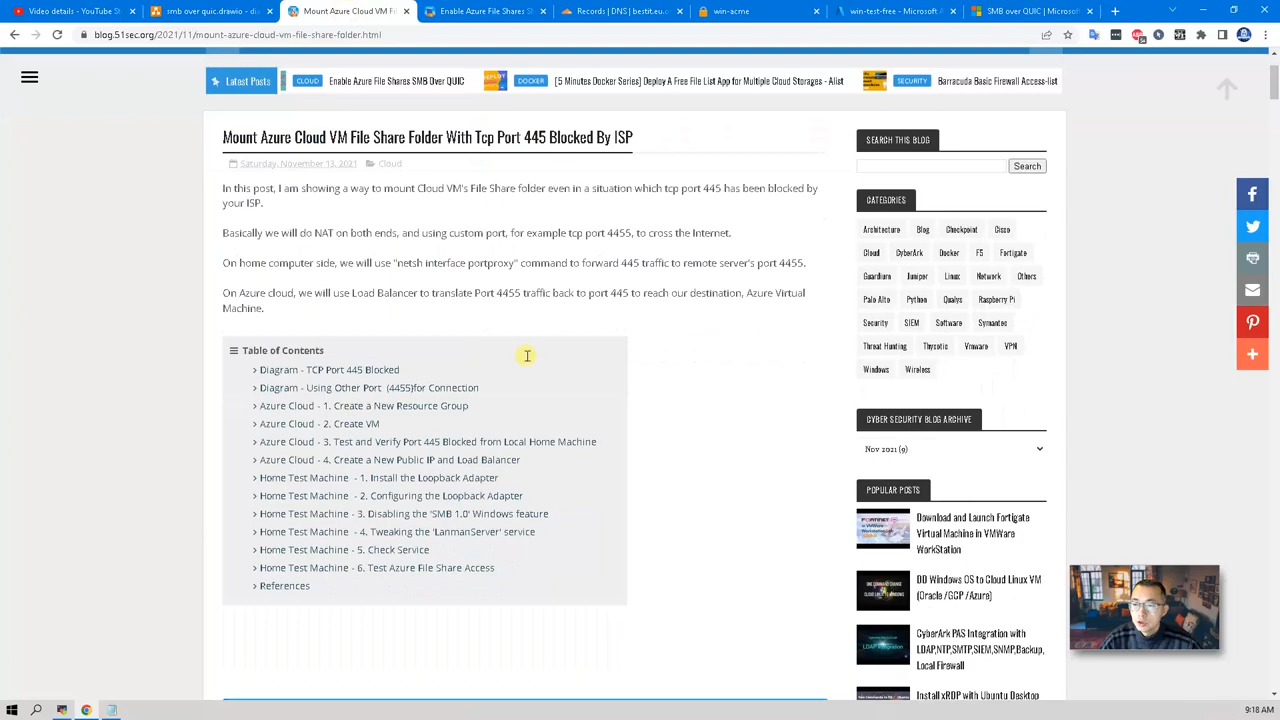 Video details - YouTube St
smb over quic.drawio - dia
Mount Azure Cloud VM Fil
Enable Azure File Shares S
Records | DNS | bestit.eu.o
win-acme
win-test-free - Microsoft A
SMB over QUIC | Microsof
blog.51sec.org/2021/11/mount-azure-cloud-vm-file-share-folder.html
Latest Posts
CLOUD
Enable Azure File Shares SMB Over QUIC
DOCKER
[5 Minutes Docker Series] Deploy A Free File List App for Multiple Cloud Storages - Alist
SECURITY
Barracuda Basic Firewall Access-list
Mount Azure Cloud VM File Share Folder With Tcp Port 445 Blocked By ISP
Saturday, November 13, 2021
Cloud
In this post, I am showing a way to mount Cloud VM's File Share folder even in a situation which tcp port 445 has been blocked by
your ISP.
Basically we will do NAT on both ends, and using custom port, for example tcp port 4455, to cross the Internet.
On home computer side, we will use "netsh interface portproxy" command to forward 445 traffic to remote server's port 4455.
On Azure cloud, we will use Load Balancer to translate Port 4455 traffic back to port 445 to reach our destination, Azure Virtual
Machine.
Table of Contents
Diagram - TCP Port 445 Blocked
Diagram - Using Other Port (4455)for Connection
Azure Cloud - 1. Create a New Resource Group
Azure Cloud - 2. Create VM
Azure Cloud - 3. Test and Verify Port 445 Blocked from Local Home Machine
Azure Cloud - 4. Create a New Public IP and Load Balancer
Home Test Machine - 1. Install the Loopback Adapter
Home Test Machine - 2. Configuring the Loopback Adapter
Home Test Machine - 3. Disabling the 'SMB 1.0' Windows feature
Home Test Machine - 4. Tweaking the 'LanmanServer' service
Home Test Machine - 5. Check Service
Home Test Machine - 6. Test Azure File Share Access
References
SEARCH THIS BLOG
Search
CATEGORIES
Architecture Blog Checkpoint Cisco
Cloud CyberArk Docker F5 Fortigate
Guardium Juniper Linux Network Others
Palo Alto Python Qualys Raspberry Pi
Security SIEM Software Symantec
Threat Hunting Thycotic Vmware VPN
Windows Wireless
CYBER SECURITY BLOG ARCHIVE
Nov 2021 (9)
POPULAR POSTS
Download and Launch Fortigate
Virtual Machine in VMWare
WorkStation
DD Windows OS to Cloud Linux VM
(Oracle /GCP /Azure)
CyberArk PAS Integration with
LDAP,NTP,SMTP,SIEM,SNMP,Backup,
Local Firewall
Install xRDP with Ubuntu Desktop
9:18 AM